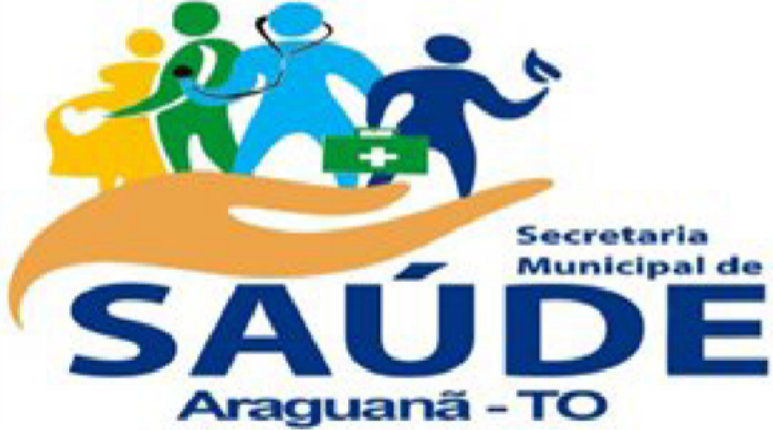 Secretaria
Municipal de
SAÚDE
Araguanã - TO